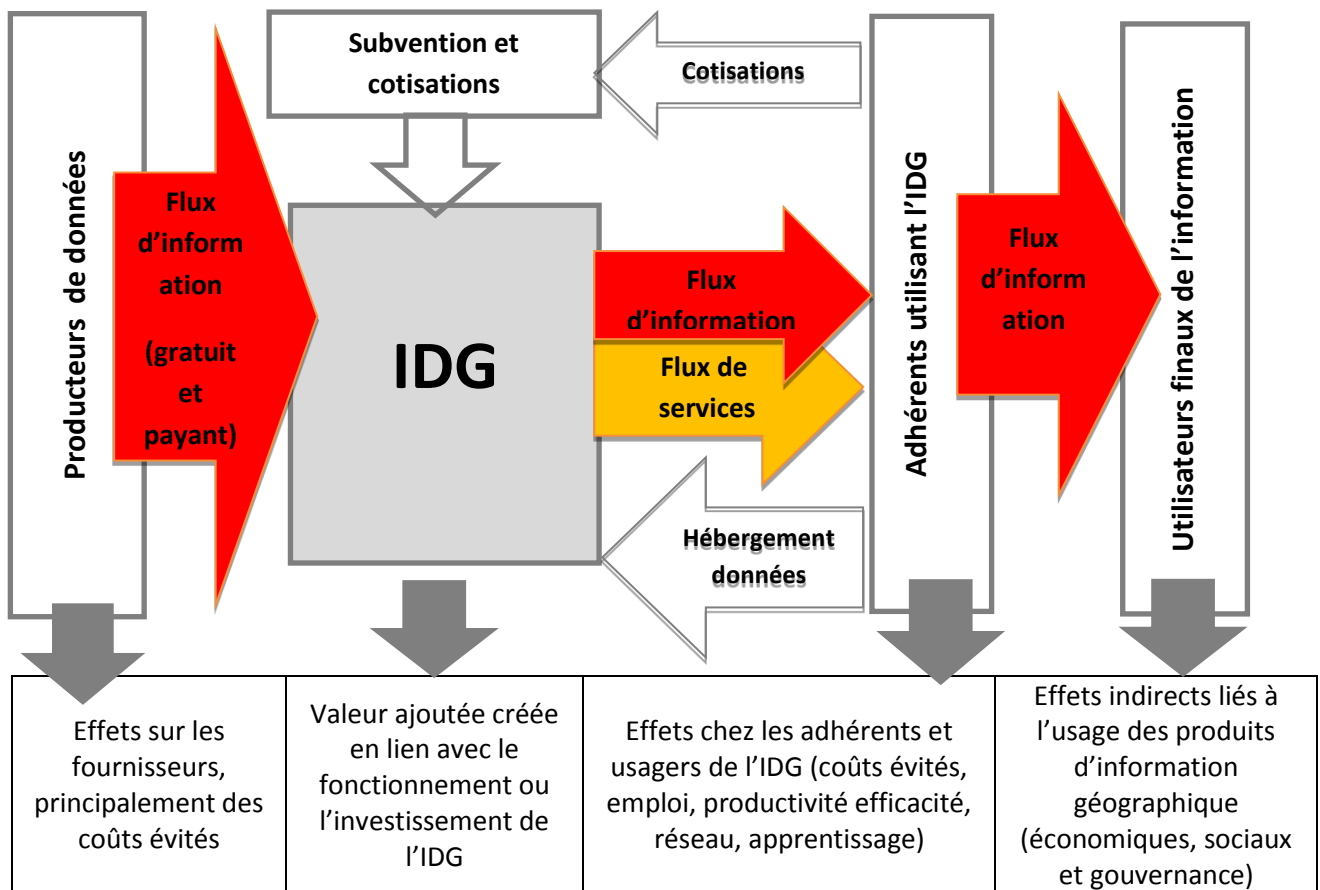 Subvention et
cotisations
Cotisations
Producteurs de données
Flux
d'inform
ation
(gratuit
et
payant)
IDG
Flux
d'information
Flux de
services
Hébergement
données
Adhérents utilisant l'IDG
Flux
d'inform
ation
Utilisateurs finaux de l'information
Effets sur les
fournisseurs,
principalement des
coûts évités
Valeur ajoutée créée
en lien avec le
fonctionnement ou
l'investissement de
l'IDG
Effets chez les adhérents et
usagers de l'IDG (coûts évités,
emploi, productivité efficacité,
réseau, apprentissage)
Effets indirects liés à
l'usage des produits
d'information
géographique
(économiques, sociaux
et gouvernance)